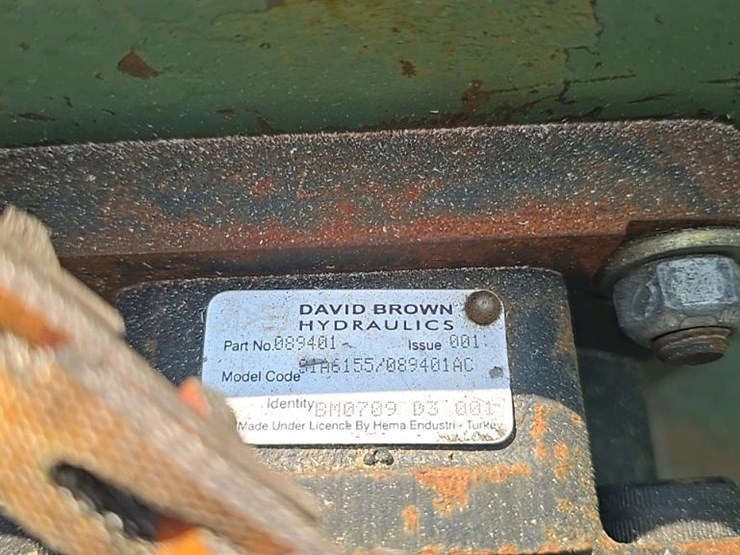 DAVID BROWN
HYDRAULICS
Part No. 089401 Issue 001
Model Code S1A6155/089401AC
Identity BM0709 D3 001
Made Under Licence By Hema Endustri - Turkey